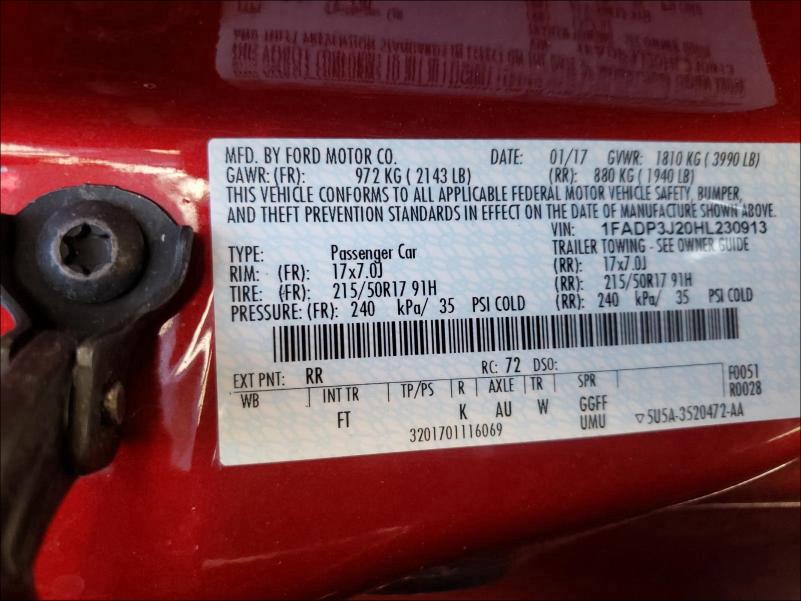 MFD. BY FORD MOTOR CO. DATE: 01/17 GVWR: 1810 KG ( 3990 LB)
GAWR: (FR): 972 KG ( 2143 LB) (RR): 880 KG ( 1940 LB)
THIS VEHICLE CONFORMS TO ALL APPLICABLE FEDERAL MOTOR VEHICLE SAFETY, BUMPER,
AND THEFT PREVENTION STANDARDS IN EFFECT ON THE DATE OF MANUFACTURE SHOWN ABOVE.
VIN: 1FADP3J20HL230913
TYPE: Passenger Car TRAILER TOWING - SEE OWNER GUIDE
RIM: (FR): 17x7.0J (RR): 17x7.0J
TIRE: (FR): 215/50R17 91H (RR): 215/50R17 91H
PRESSURE: (FR): 240 kPa/ 35 PSI COLD (RR): 240 kPa/ 35 PSI COLD
EXT PNT: RR RC: 72 DSO: F0051
WB INT TR TP/PS R AXLE TR SPR R0028
FT K AU W GGFF
UMU ▽5U5A-3520472-AA
3201701116069